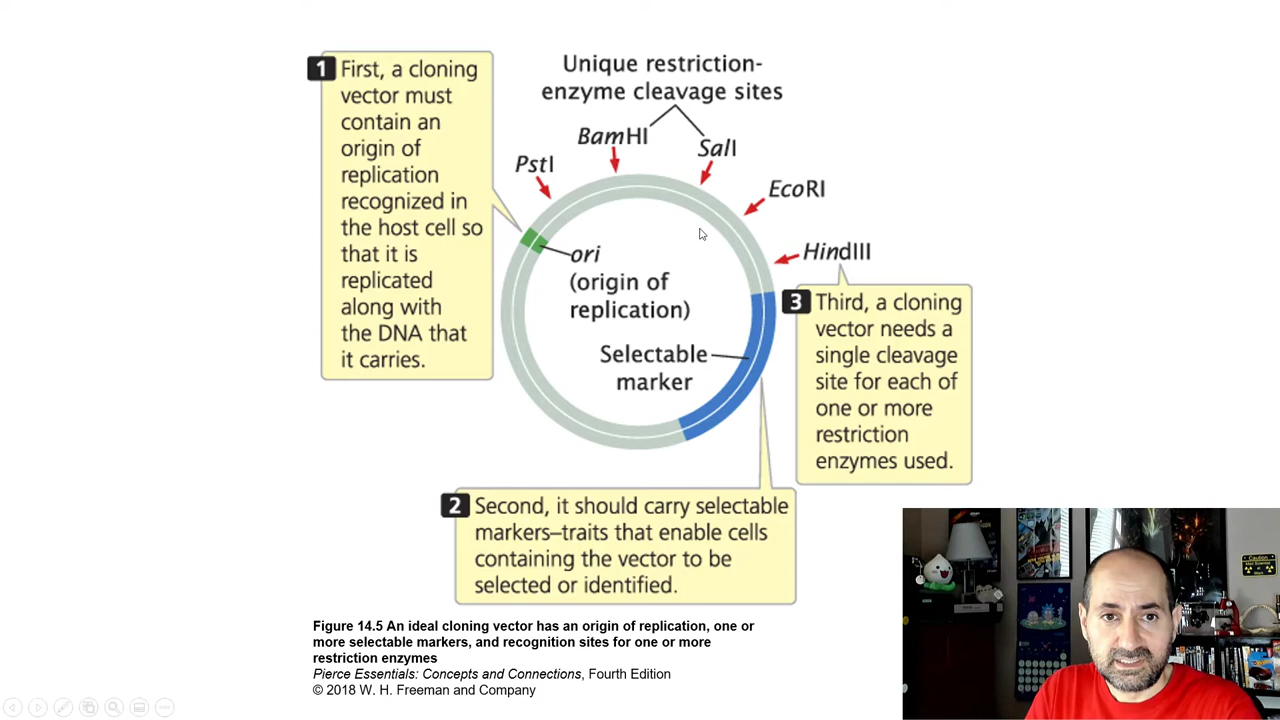 1 First, a cloning
vector must
contain an
origin of
replication
recognized in
the host cell so
that it is
replicated
along with
the DNA that
it carries.
Unique restriction-
enzyme cleavage sites
PstI
BamHI
SalI
EcoRI
HindIII
ori
(origin of
replication)
Selectable
marker
3 Third, a cloning
vector needs a
single cleavage
site for each of
one or more
restriction
enzymes used.
2 Second, it should carry selectable
markers–traits that enable cells
containing the vector to be
selected or identified.
Figure 14.5 An ideal cloning vector has an origin of replication, one or
more selectable markers, and recognition sites for one or more
restriction enzymes
Pierce Essentials: Concepts and Connections, Fourth Edition
© 2018 W. H. Freeman and Company
Caution